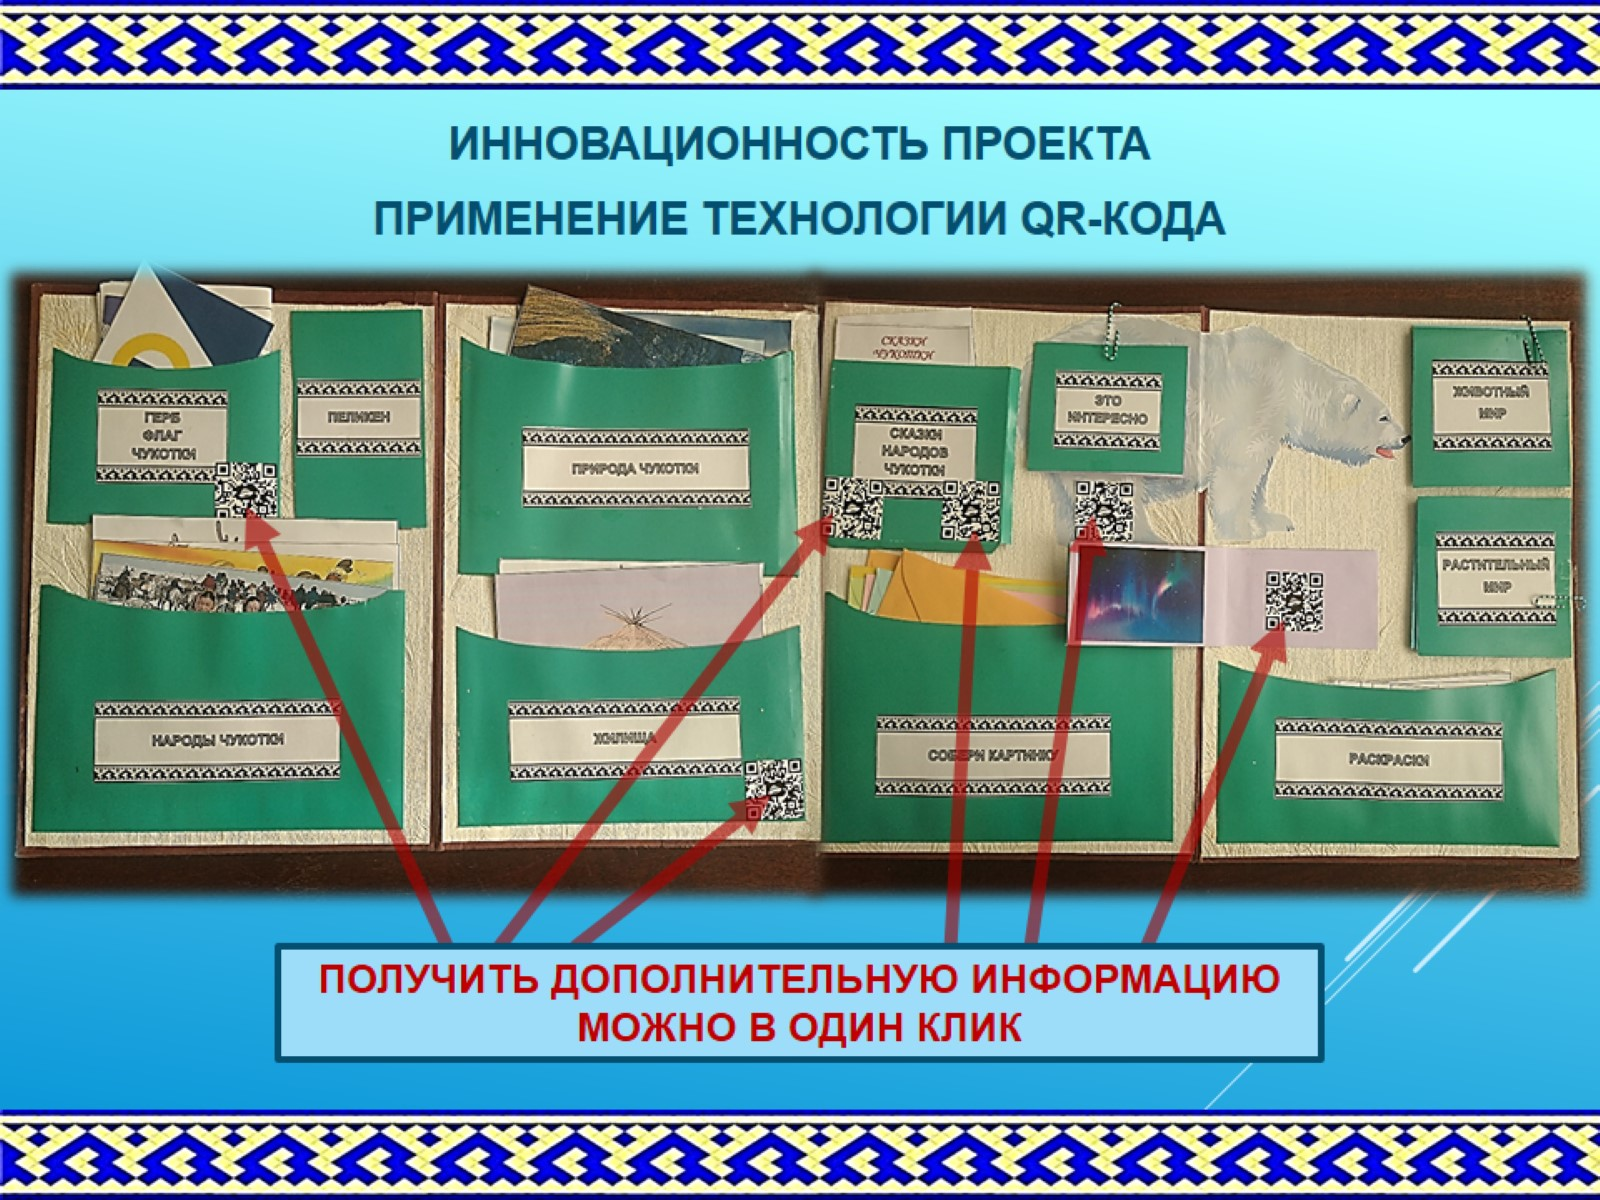 ИННОВАЦИОННОСТЬ ПРОЕКТА
ПРИМЕНЕНИЕ ТЕХНОЛОГИИ QR-КОДА
ГЕРБ
ФЛАГ
ЧУКОТКИ
ПЕЛИКЕН
ПРИРОДА ЧУКОТКИ
НАРОДЫ ЧУКОТКИ
ЖИЛИЩА
СКАЗКИ
ЧУКОТКИ
СКАЗКИ
НАРОДОВ
ЧУКОТКИ
ЭТО
ИНТЕРЕСНО
ЖИВОТНЫЙ
МИР
РАСТИТЕЛЬНЫЙ
МИР
СОБЕРИ КАРТИНКУ
РАСКРАСКИ
ПОЛУЧИТЬ ДОПОЛНИТЕЛЬНУЮ ИНФОРМАЦИЮ
МОЖНО В ОДИН КЛИК